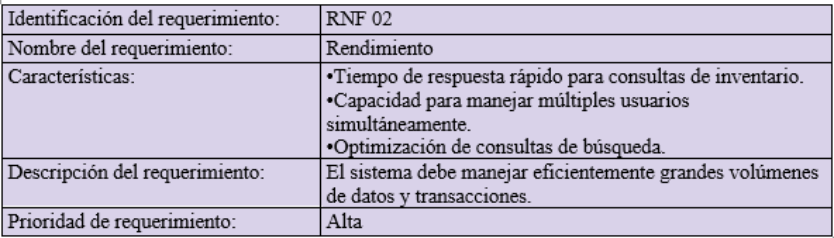 Identificación del requerimiento: RNF 02
Nombre del requerimiento: Rendimiento
Características: •Tiempo de respuesta rápido para consultas de inventario.
•Capacidad para manejar múltiples usuarios
simultáneamente.
•Optimización de consultas de búsqueda.
Descripción del requerimiento: El sistema debe manejar eficientemente grandes volúmenes
de datos y transacciones.
Prioridad de requerimiento: Alta